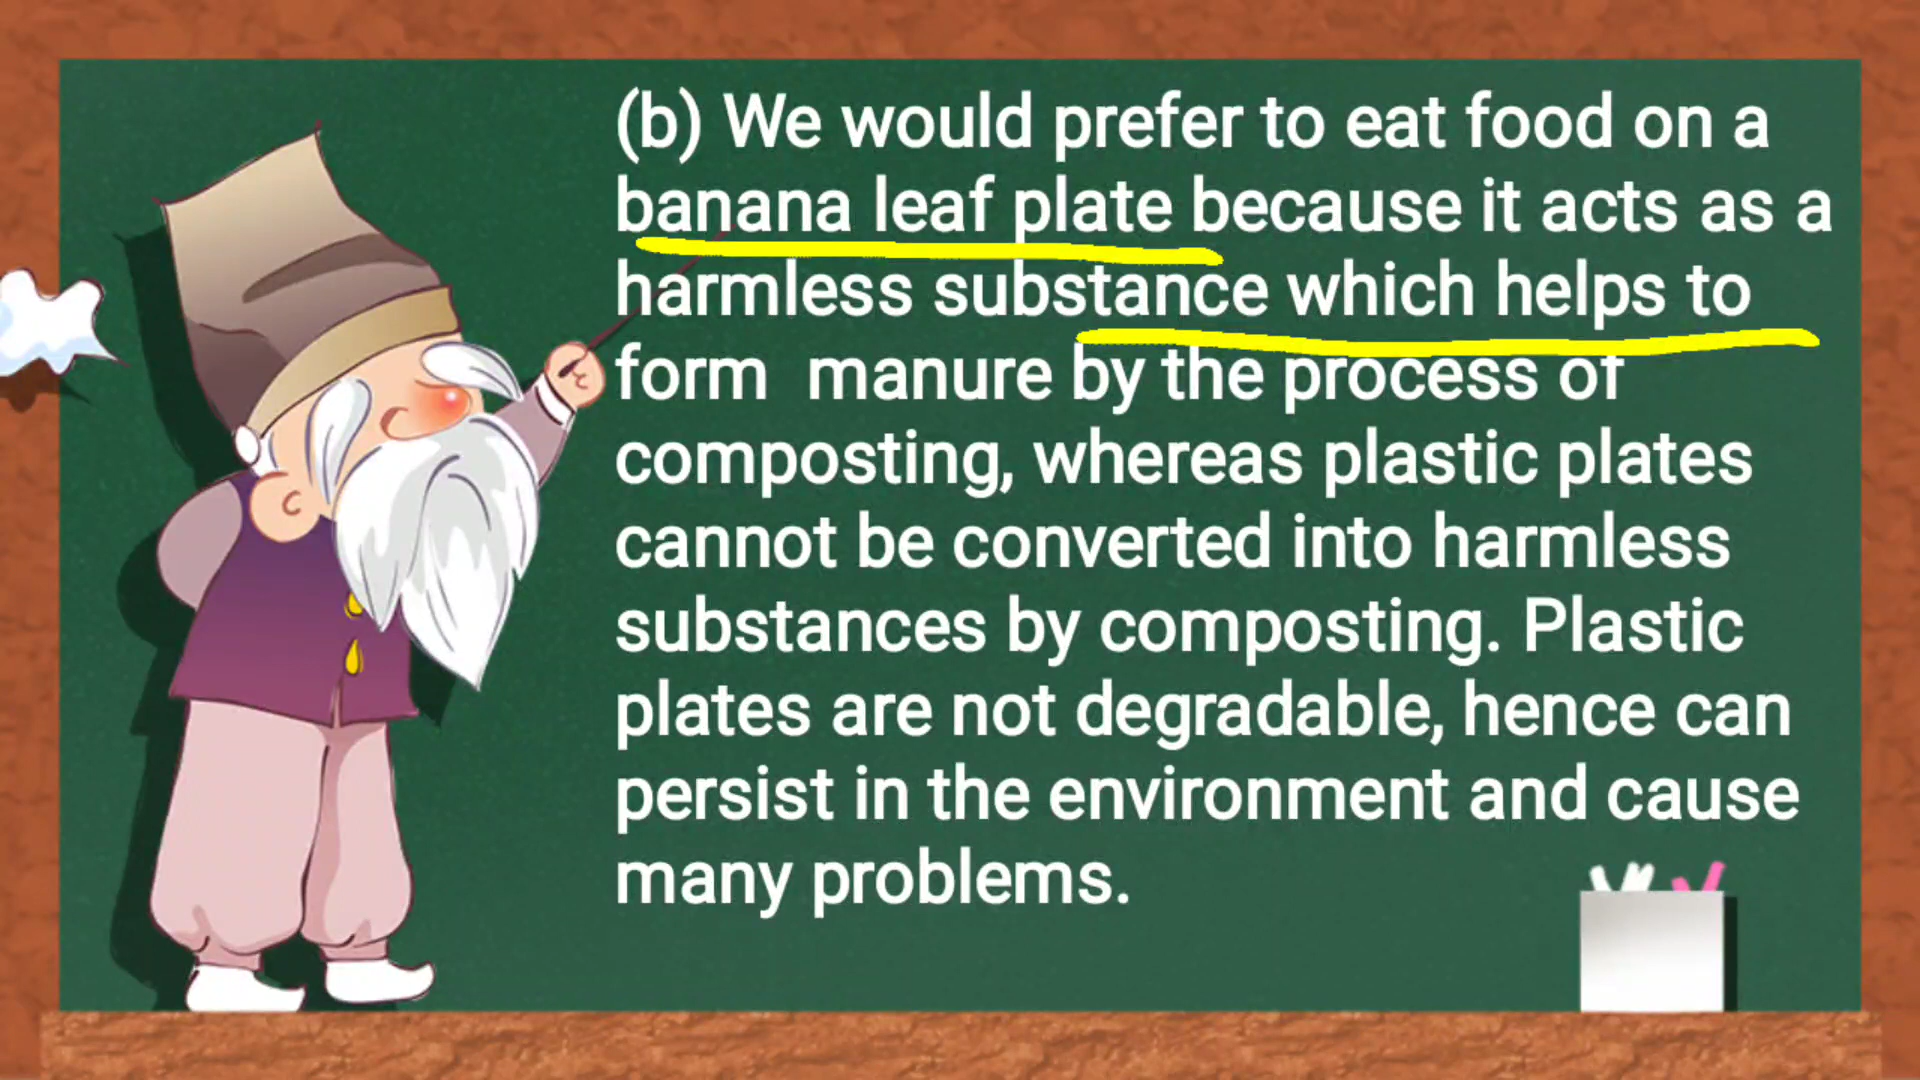 (b) We would prefer to eat food on a
banana leaf plate because it acts as a
harmless substance which helps to
form  manure by the process of
composting, whereas plastic plates
cannot be converted into harmless
substances by composting. Plastic
plates are not degradable, hence can
persist in the environment and cause
many problems.